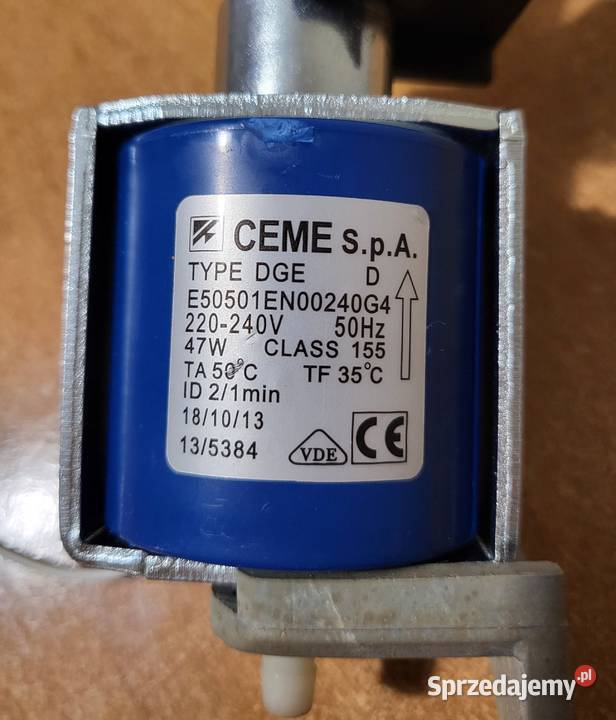 CEME S.p.A.
TYPE DGE D
E50501EN00240G4
220-240V 50Hz
47W CLASS 155
TA 50°C TF 35°C
ID 2/1min
18/10/13
13/5384
VDE CE
Sprzedajemy.pl